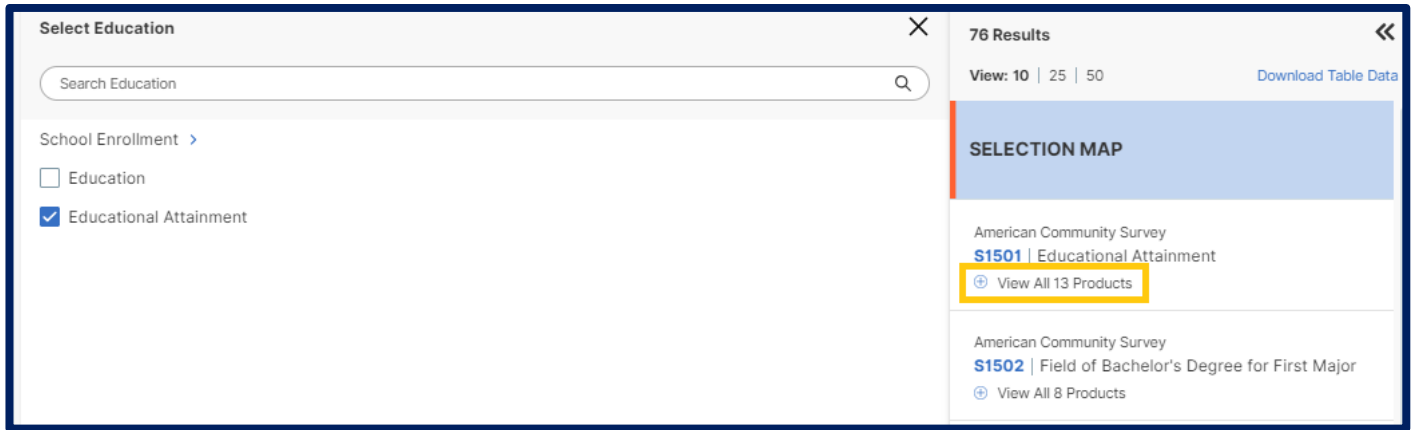 Select Education
Search Education
School Enrollment >
Education
Educational Attainment
76 Results
View: 10 | 25 | 50
Download Table Data
SELECTION MAP
American Community Survey
S1501 | Educational Attainment
View All 13 Products
American Community Survey
S1502 | Field of Bachelor's Degree for First Major
View All 8 Products